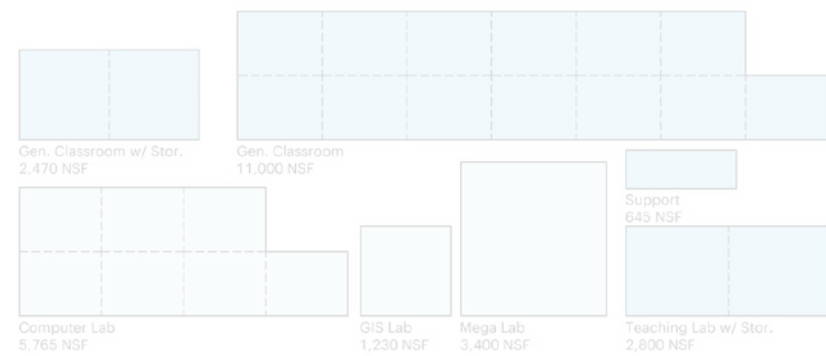 Gen. Classroom w/ Stor.
2,470 NSF
Gen. Classroom
11,000 NSF
Support
645 NSF
Computer Lab
5,765 NSF
GIS Lab
1,230 NSF
Mega Lab
3,400 NSF
Teaching Lab w/ Stor.
2,800 NSF